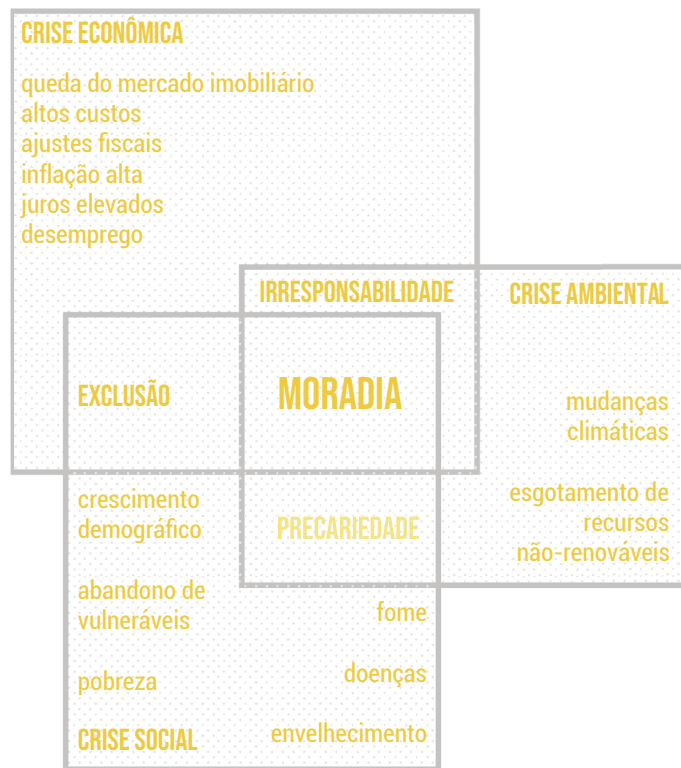 CRISE ECONÔMICA
queda do mercado imobiliário
altos custos
ajustes fiscais
inflação alta
juros elevados
desemprego
IRRESPONSABILIDADE
CRISE AMBIENTAL
EXCLUSÃO
MORADIA
mudanças
climáticas
esgotamento de
recursos
não-renováveis
crescimento
demográfico
PRECARIEDADE
abandono de
vulneráveis
fome
pobreza
doenças
CRISE SOCIAL
envelhecimento